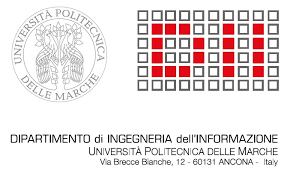 UNIVERSITÀ POLITECNICA
DELLE MARCHE
DII
DIPARTIMENTO di INGEGNERIA dell'INFORMAZIONE
UNIVERSITÀ POLITECNICA DELLE MARCHE
Via Brecce Bianche, 12 - 60131 ANCONA - Italy